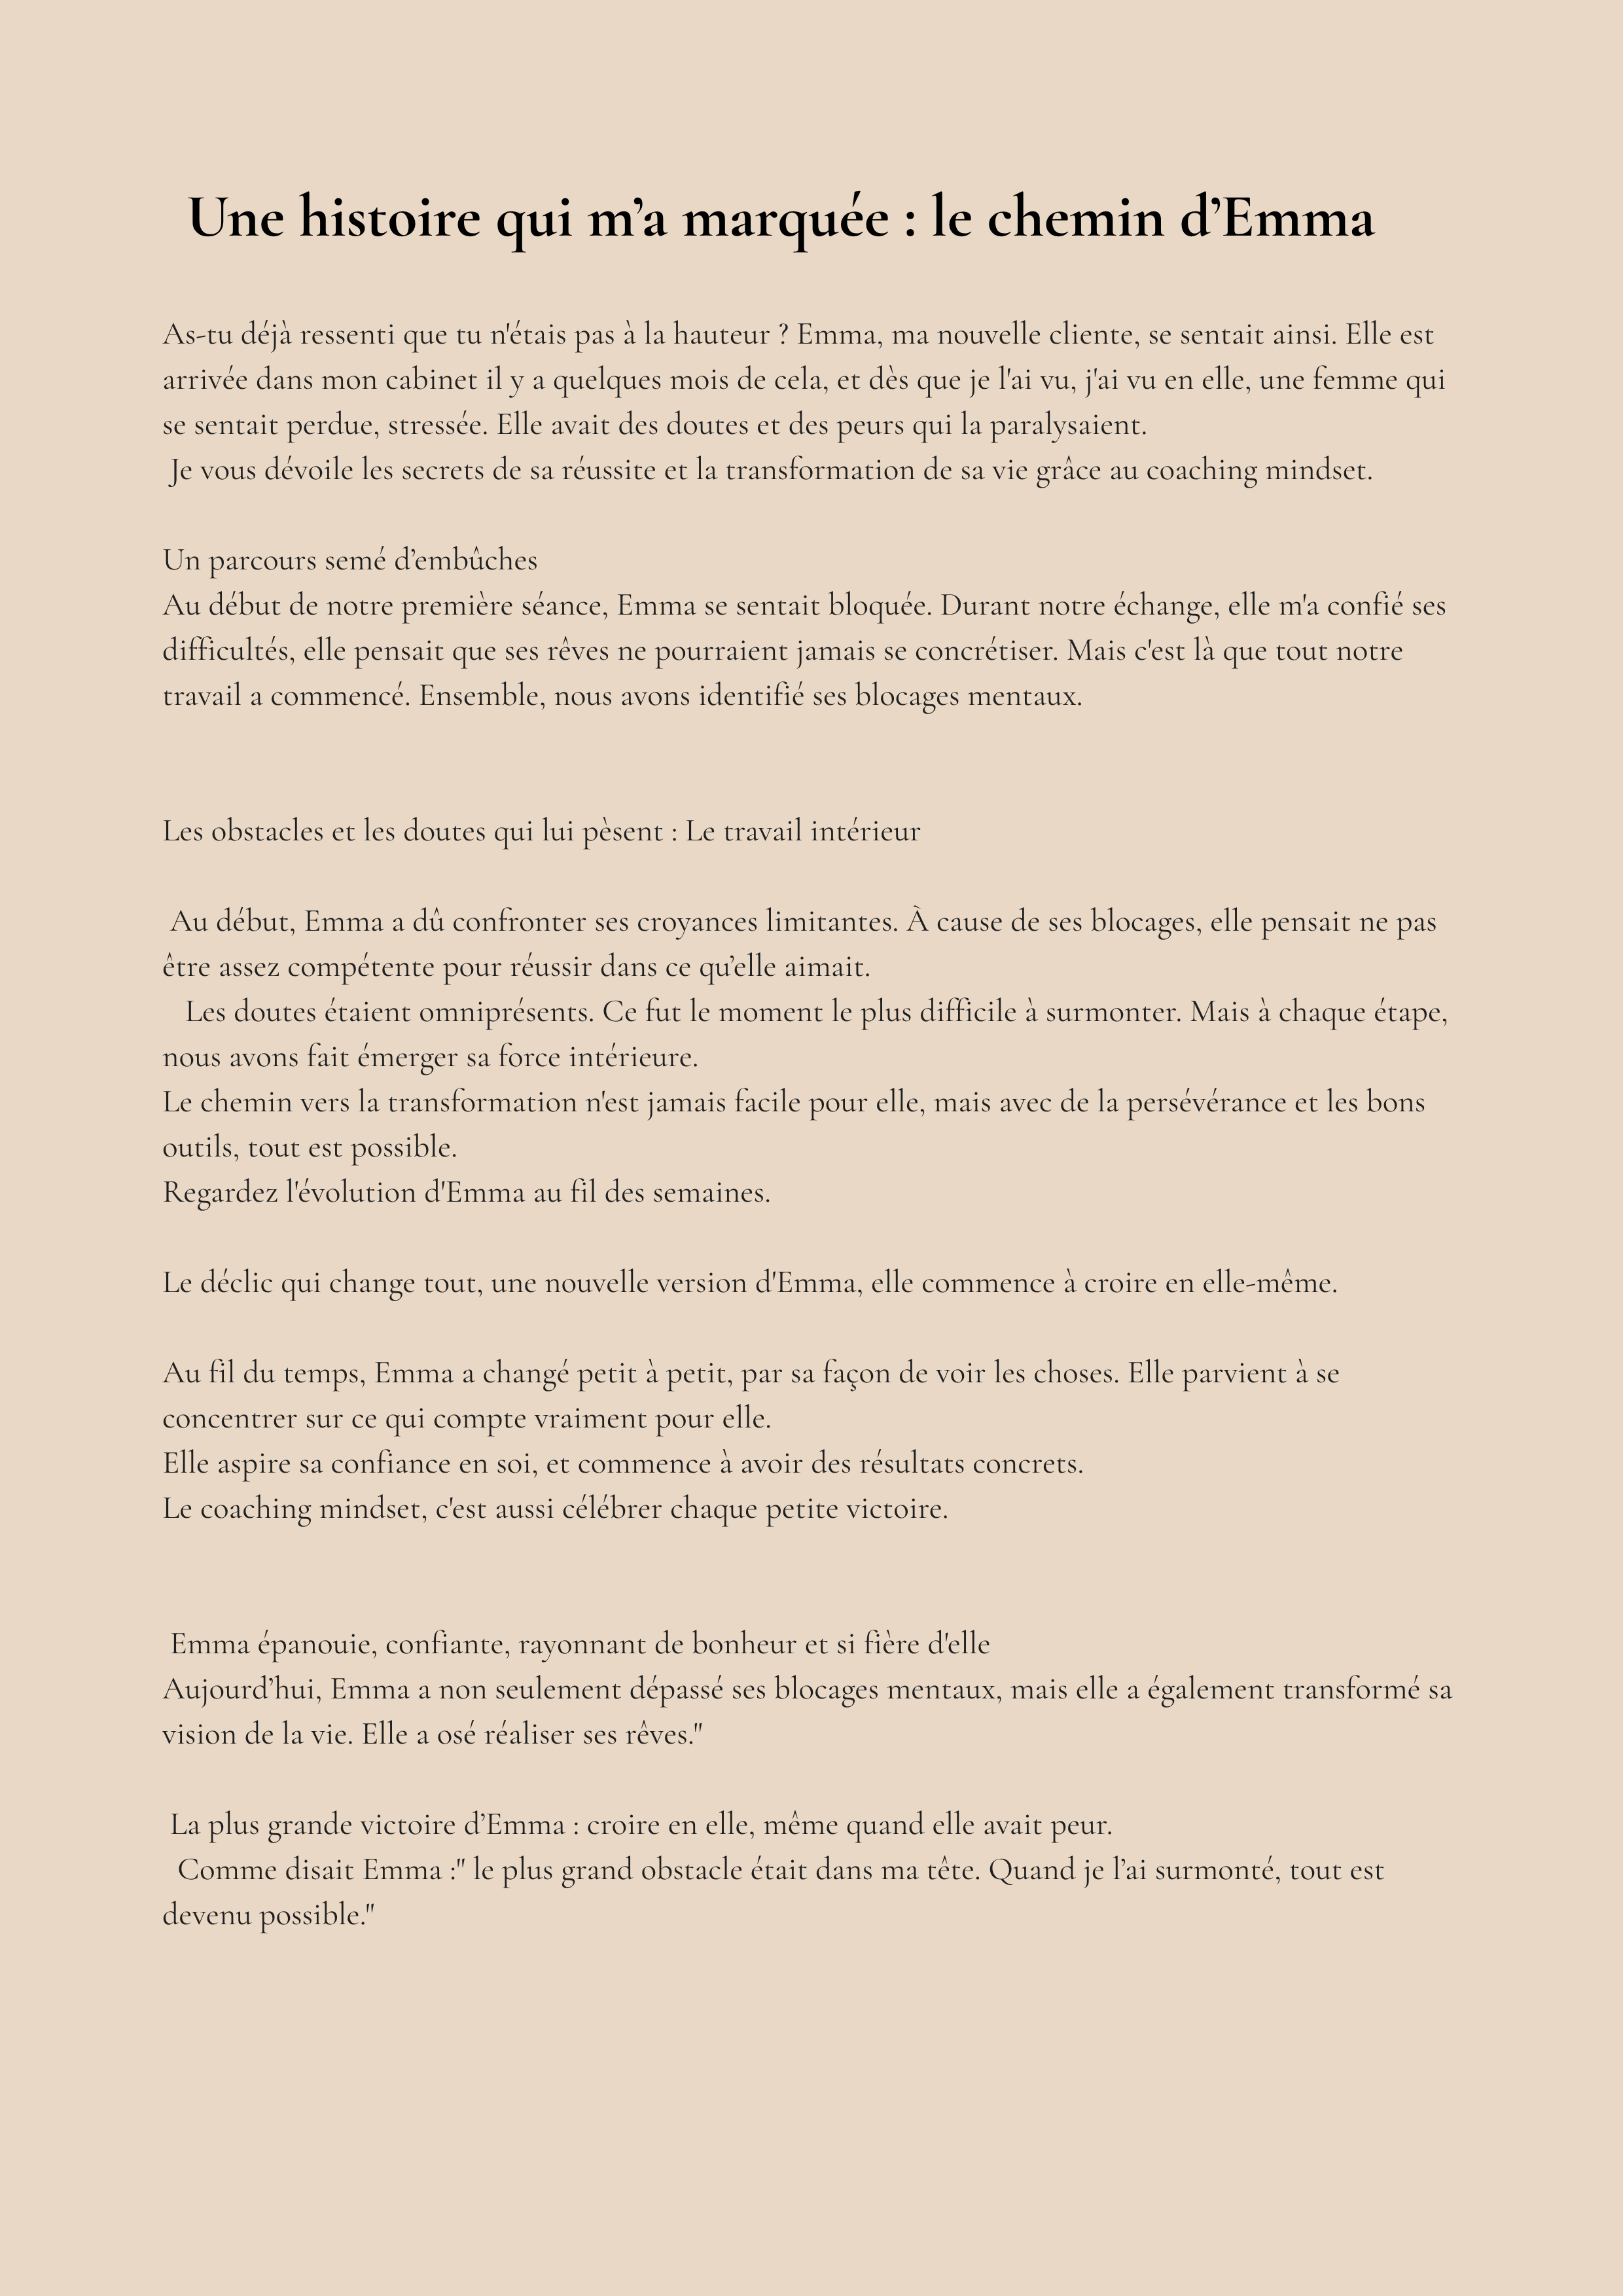 Une histoire qui m’a marquée : le chemin d’Emma
As-tu déjà ressenti que tu n'étais pas à la hauteur ? Emma, ma nouvelle cliente, se sentait ainsi. Elle est
arrivée dans mon cabinet il y a quelques mois de cela, et dès que je l'ai vu, j'ai vu en elle, une femme qui
se sentait perdue, stressée. Elle avait des doutes et des peurs qui la paralysaient.
Je vous dévoile les secrets de sa réussite et la transformation de sa vie grâce au coaching mindset.
Un parcours semé d’embûches
Au début de notre première séance, Emma se sentait bloquée. Durant notre échange, elle m'a confié ses
difficultés, elle pensait que ses rêves ne pourraient jamais se concrétiser. Mais c'est là que tout notre
travail a commencé. Ensemble, nous avons identifié ses blocages mentaux.
Les obstacles et les doutes qui lui pèsent : Le travail intérieur
Au début, Emma a dû confronter ses croyances limitantes. À cause de ses blocages, elle pensait ne pas
être assez compétente pour réussir dans ce qu’elle aimait.
Les doutes étaient omniprésents. Ce fut le moment le plus difficile à surmonter. Mais à chaque étape,
nous avons fait émerger sa force intérieure.
Le chemin vers la transformation n'est jamais facile pour elle, mais avec de la persévérance et les bons
outils, tout est possible.
Regardez l'évolution d'Emma au fil des semaines.
Le déclic qui change tout, une nouvelle version d'Emma, elle commence à croire en elle-même.
Au fil du temps, Emma a changé petit à petit, par sa façon de voir les choses. Elle parvient à se
concentrer sur ce qui compte vraiment pour elle.
Elle aspire sa confiance en soi, et commence à avoir des résultats concrets.
Le coaching mindset, c'est aussi célébrer chaque petite victoire.
Emma épanouie, confiante, rayonnant de bonheur et si fière d'elle
Aujourd’hui, Emma a non seulement dépassé ses blocages mentaux, mais elle a également transformé sa
vision de la vie. Elle a osé réaliser ses rêves."
La plus grande victoire d’Emma : croire en elle, même quand elle avait peur.
Comme disait Emma :" le plus grand obstacle était dans ma tête. Quand je l’ai surmonté, tout est
devenu possible."